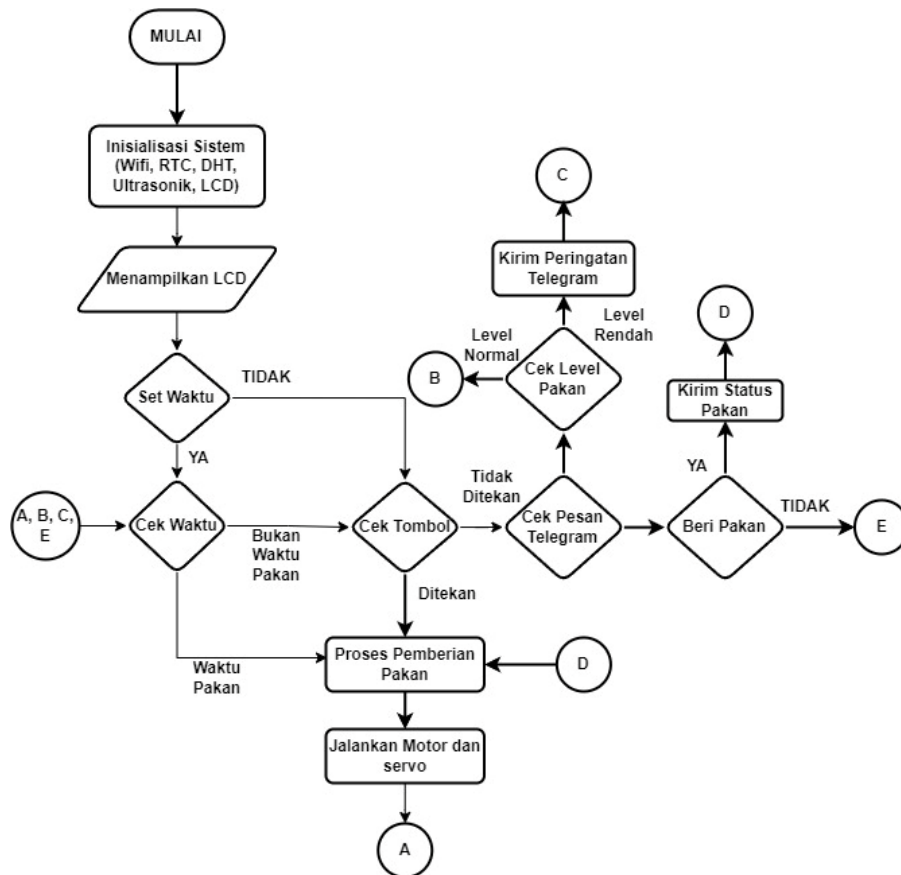 MULAI
Inisialisasi Sistem
(Wifi, RTC, DHT,
Ultrasonik, LCD)
Menampilkan LCD
Set Waktu
TIDAK
YA
A, B, C,
E
Cek Waktu
Bukan
Waktu
Pakan
Waktu
Pakan
Cek Tombol
Tidak
Ditekan
Ditekan
Cek Pesan
Telegram
Cek Level
Pakan
Level
Normal
B
Level
Rendah
Kirim Peringatan
Telegram
C
Beri Pakan
YA
Kirim Status
Pakan
D
TIDAK
E
Proses Pemberian
Pakan
D
Jalankan Motor dan
servo
A